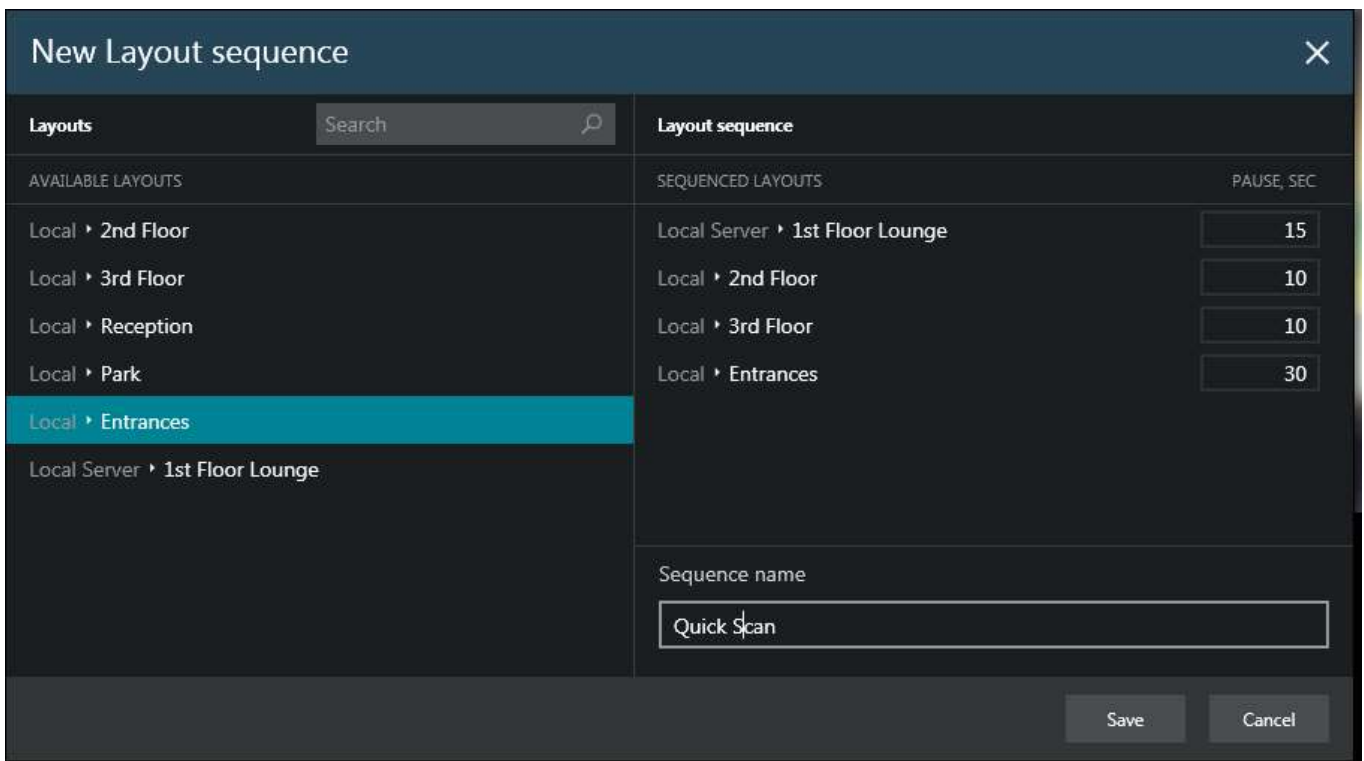 New Layout sequence
Layouts
Search
AVAILABLE LAYOUTS
Local ‣ 2nd Floor
Local ‣ 3rd Floor
Local ‣ Reception
Local ‣ Park
Local ‣ Entrances
Local Server ‣ 1st Floor Lounge
Layout sequence
SEQUENCED LAYOUTS PAUSE, SEC
Local Server ‣ 1st Floor Lounge 15
Local ‣ 2nd Floor 10
Local ‣ 3rd Floor 10
Local ‣ Entrances 30
Sequence name
Quick Scan
Save Cancel